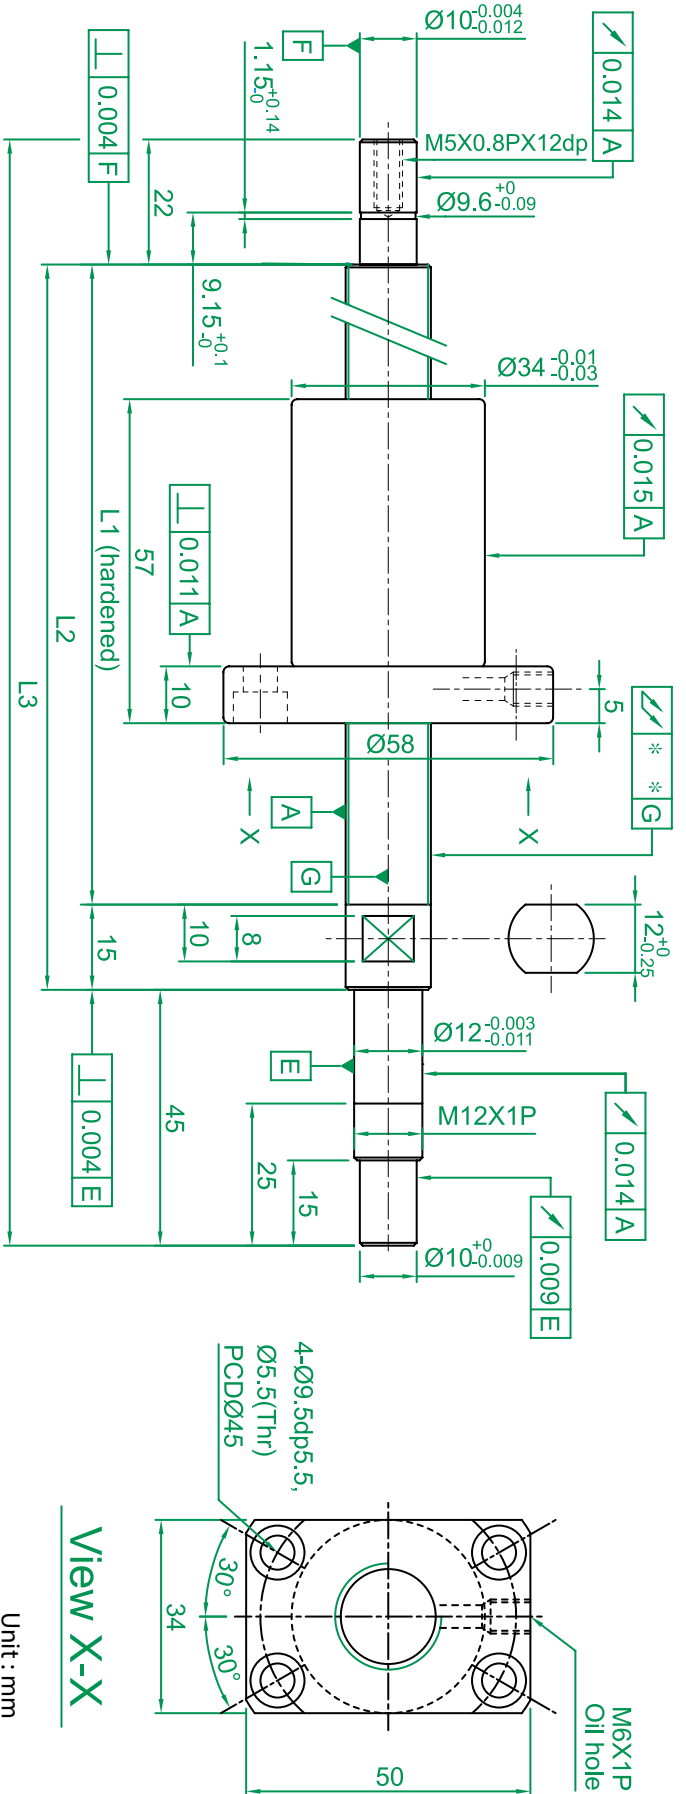 Ø10 -0.004 -0.012
0.014 A
F
1.15 +0.14 -0
M5X0.8PX12dp
0.004 F
Ø9.6 +0 -0.09
22
9.15 +0.1 -0
Ø34 -0.01 -0.03
0.015 A
L1 (hardened)
57
0.011 A
L2
L3
10
5
* * G
Ø58
A
X
X
G
12 +0 -0.25
15
10
8
Ø12 -0.003 -0.011
E
M12X1P
0.014 A
0.004 E
45
25
15
0.009 E
Ø10 +0 -0.009
4-Ø9.5dp5.5,
Ø5.5(Thr)
PCDØ45
30°
30°
34
50
M6X1P
Oil hole
View X-X
Unit : mm